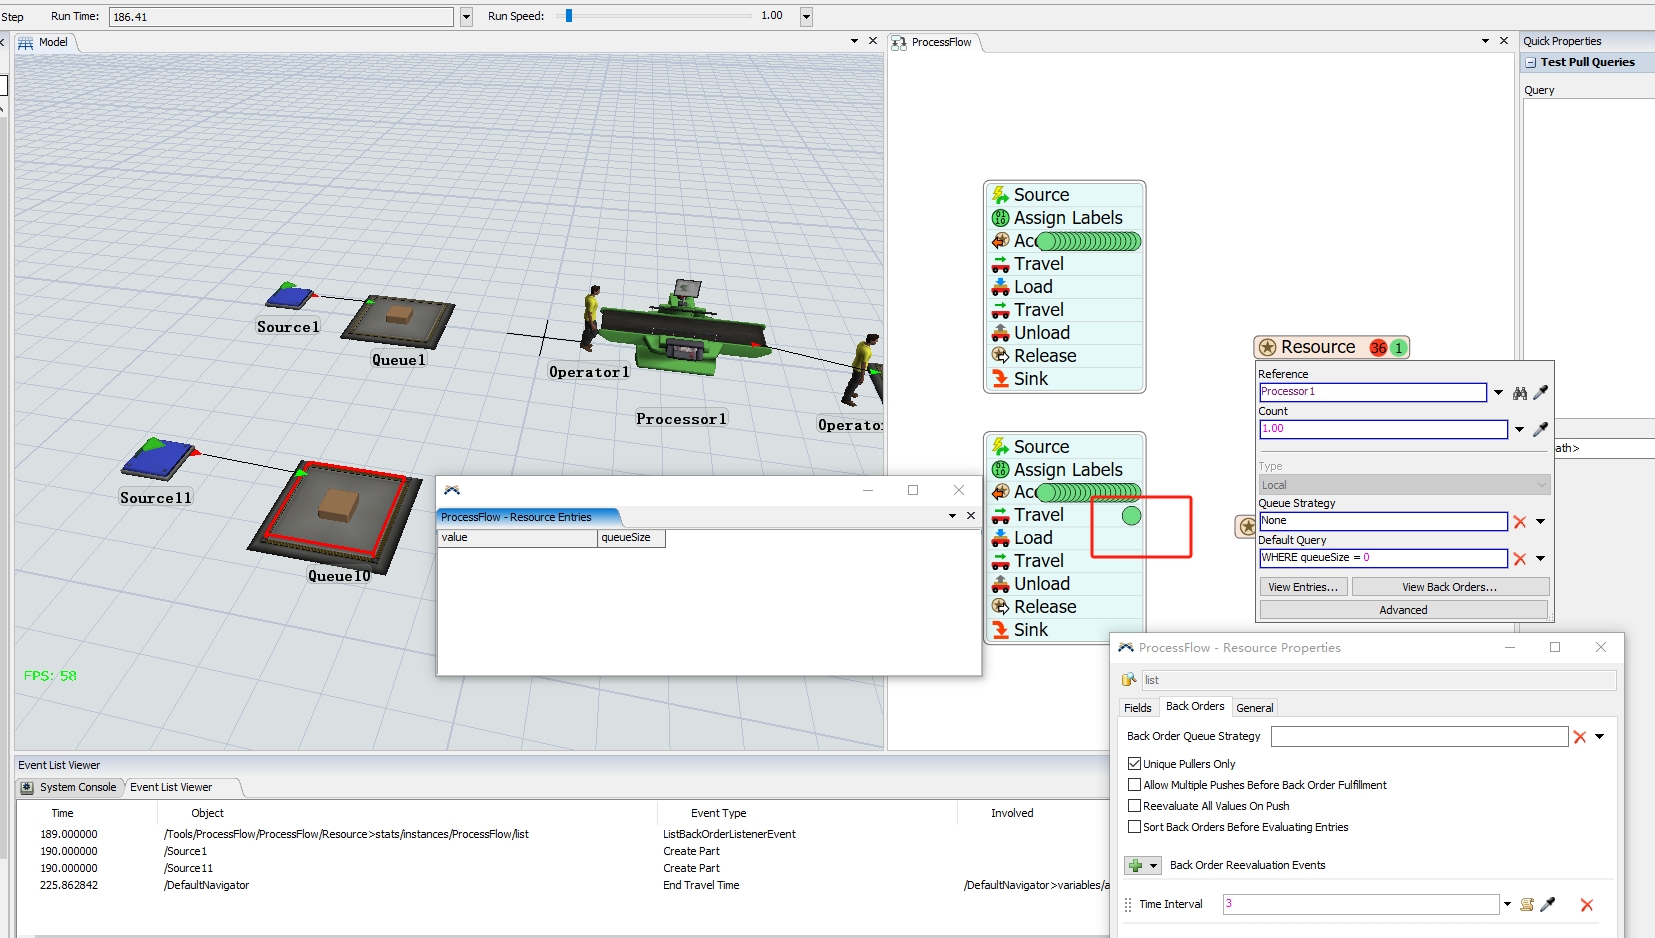 Step
Run Time:
186.41
Run Speed:
1.00
Model
ProcessFlow
Quick Properties
Test Pull Queries
Query
Source
Assign Labels
Acc
Travel
Load
Travel
Unload
Release
Sink
Source1
Queue1
Operator1
Processor1
Operator
Source11
Queue10
FPS: 58
Resource
36
1
Reference
Processor1
Count
1.00
Type
Local
Queue Strategy
None
Default Query
WHERE queueSize = 0
View Entries...
View Back Orders...
Advanced
ath>
Source
Assign Labels
Acc
Travel
Load
Travel
Unload
Release
Sink
ProcessFlow - Resource Entries
value
queueSize
ProcessFlow - Resource Properties
list
Fields
Back Orders
General
Back Order Queue Strategy
Unique Pullers Only
Allow Multiple Pushes Before Back Order Fulfillment
Reevaluate All Values On Push
Sort Back Orders Before Evaluating Entries
Back Order Reevaluation Events
Time Interval
3
Event List Viewer
System Console
Event List Viewer
Time Object Event Type Involved
189.000000 /Tools/ProcessFlow/ProcessFlow/Resource>stats/instances/ProcessFlow/list ListBackOrderListenerEvent
190.000000 /Source1 Create Part
190.000000 /Source11 Create Part
225.862842 /DefaultNavigator End Travel Time /DefaultNavigator>variables/a